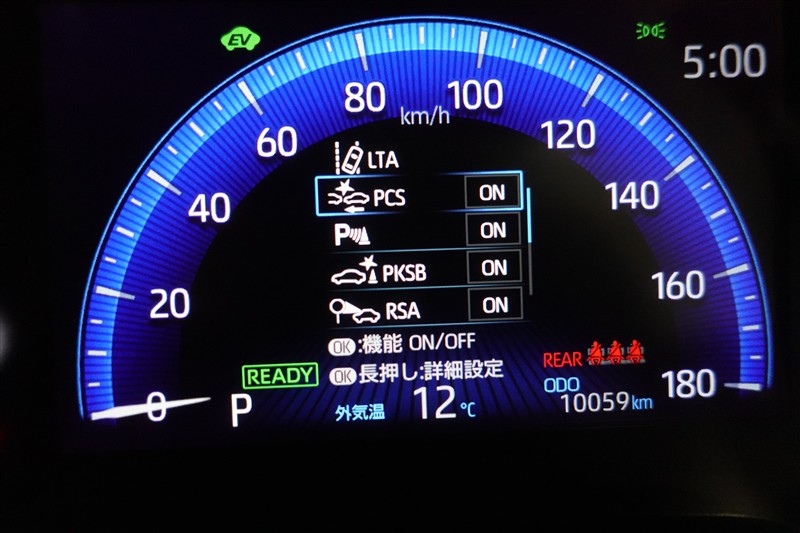 EV
5:00
80
100
km/h
60
120
LTA
40
PCS ON
140
P ON
PKSB ON
20
160
RSA ON
OK:機能 ON/OFF
REAR
READY
OK長押し:詳細設定
ODO
180
0
P
外気温 12℃
10059km